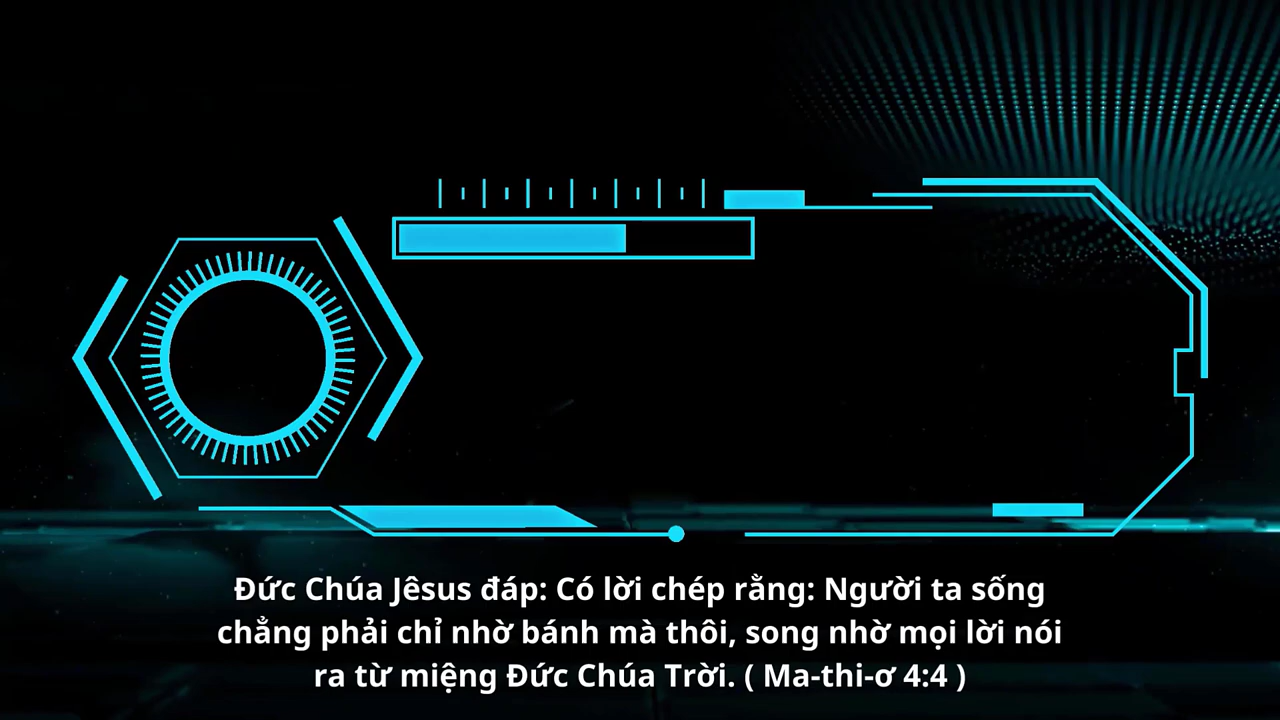 Đức Chúa Jêsus đáp: Có lời chép rằng: Người ta sống
chẳng phải chỉ nhờ bánh mà thôi, song nhờ mọi lời nói
ra từ miệng Đức Chúa Trời. ( Ma-thi-ơ 4:4 )